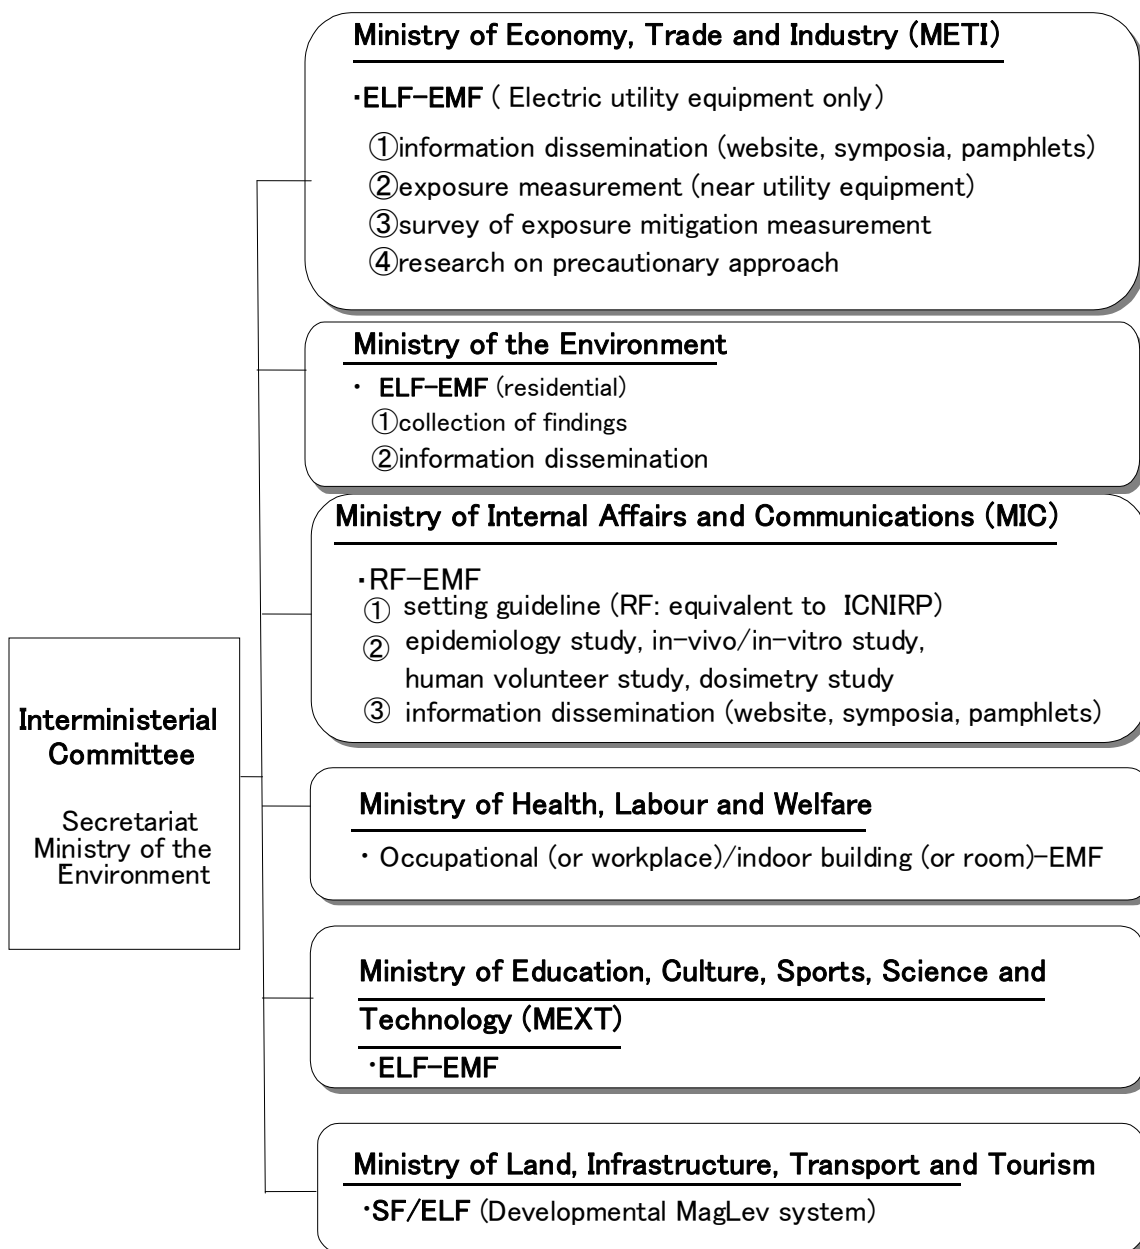 Ministry of Economy, Trade and Industry (METI)
・ELF-EMF ( Electric utility equipment only)
①information dissemination (website, symposia, pamphlets)
②exposure measurement (near utility equipment)
③survey of exposure mitigation measurement
④research on precautionary approach
Ministry of the Environment
・ ELF-EMF (residential)
①collection of findings
②information dissemination
Ministry of Internal Affairs and Communications (MIC)
・RF-EMF
① setting guideline (RF: equivalent to ICNIRP)
② epidemiology study, in-vivo/in-vitro study,
human volunteer study, dosimetry study
③ information dissemination (website, symposia, pamphlets)
Interministerial
Committee
Secretariat
Ministry of the
Environment
Ministry of Health, Labour and Welfare
・ Occupational (or workplace)/indoor building (or room)-EMF
Ministry of Education, Culture, Sports, Science and
Technology (MEXT)
・ELF-EMF
Ministry of Land, Infrastructure, Transport and Tourism
・SF/ELF (Developmental MagLev system)